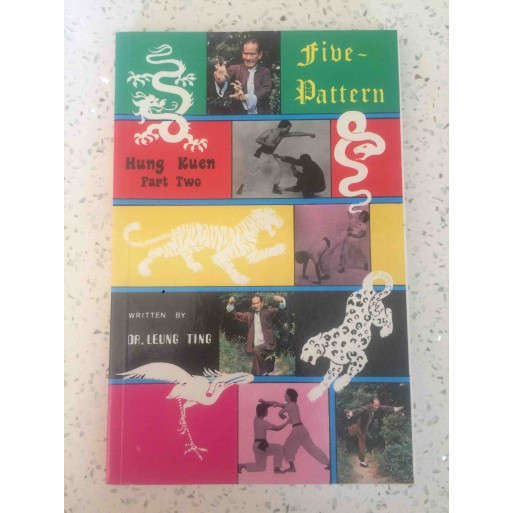 Five-
Pattern
Hung Kuen
Part Two
WRITTEN BY
DR. LEUNG TING